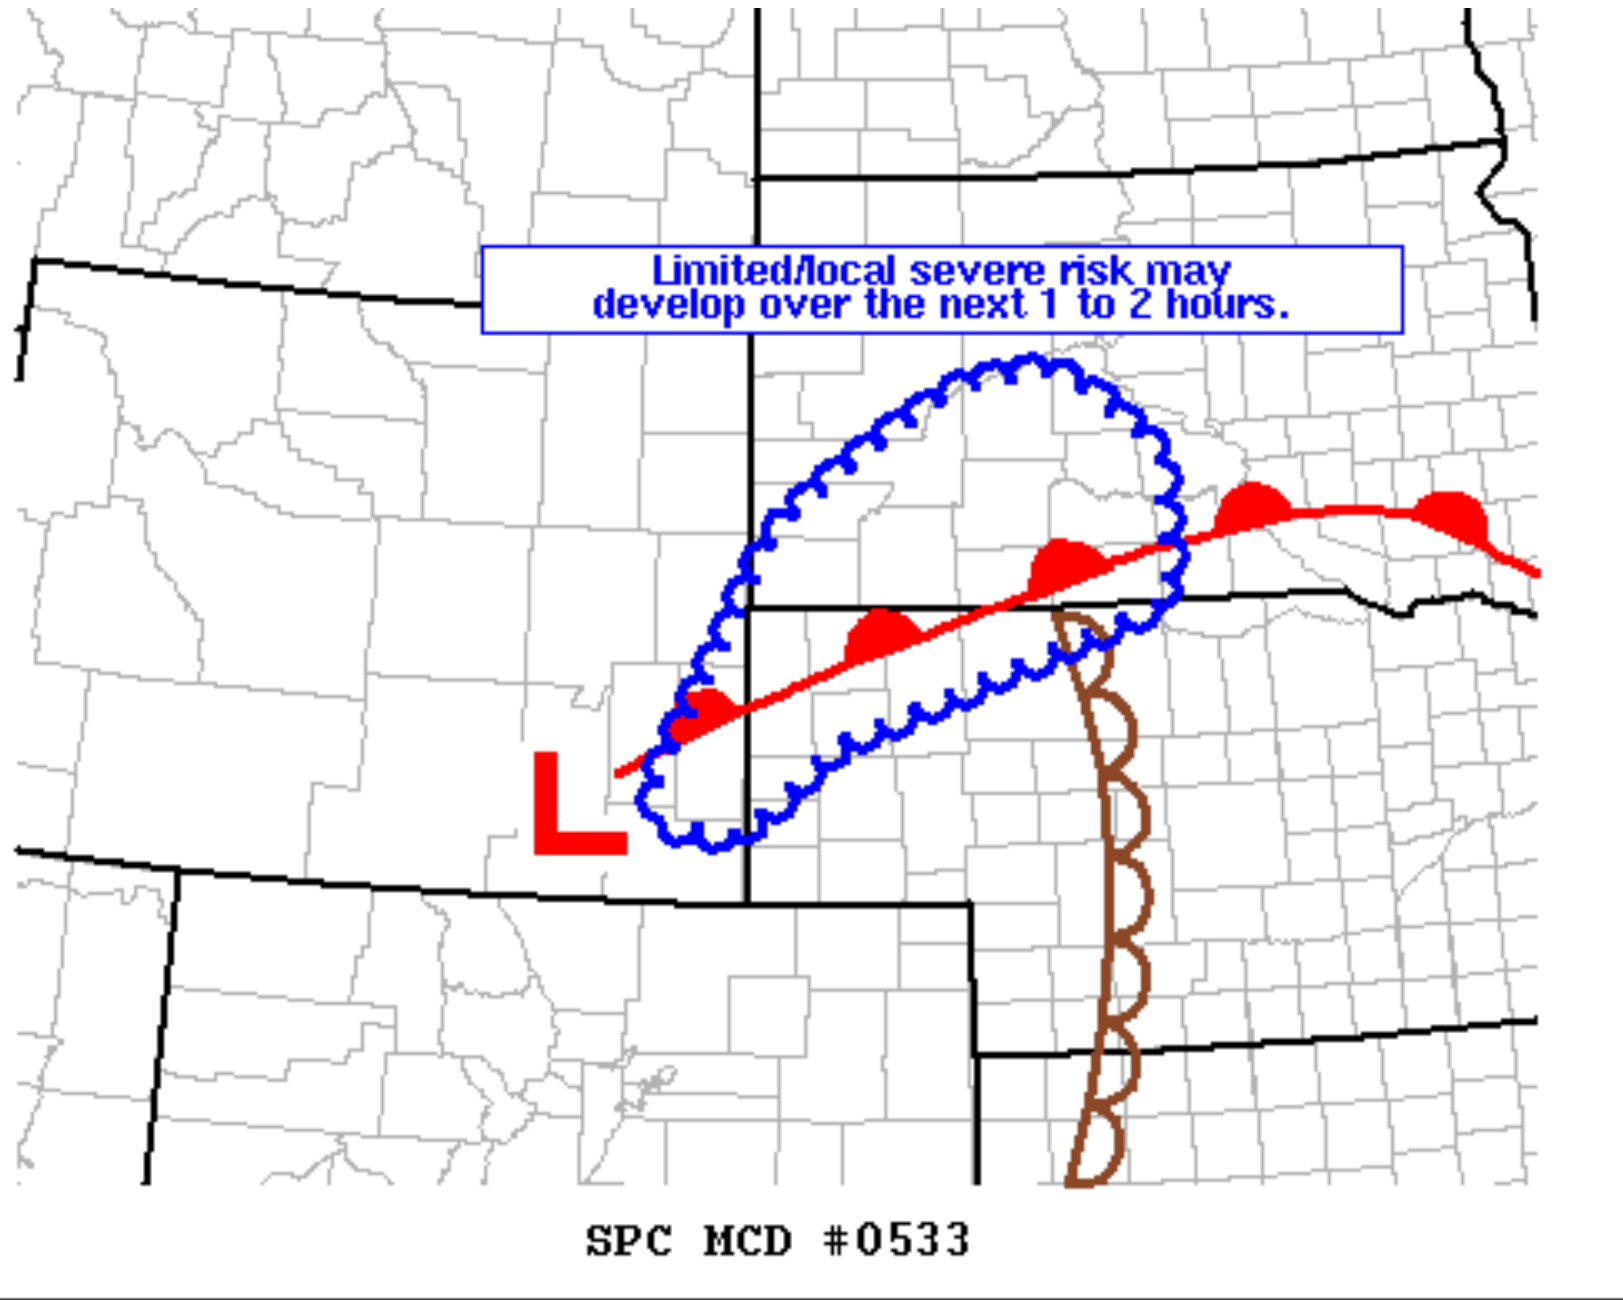 Limited/local severe risk may
develop over the next 1 to 2 hours.
L
SPC MCD #0533